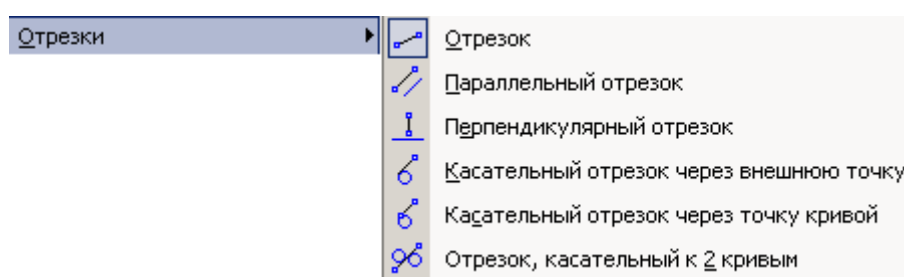 Отрезки
Отрезок
Параллельный отрезок
Перпендикулярный отрезок
Касательный отрезок через внешнюю точку
Касательный отрезок через точку кривой
Отрезок, касательный к 2 кривым